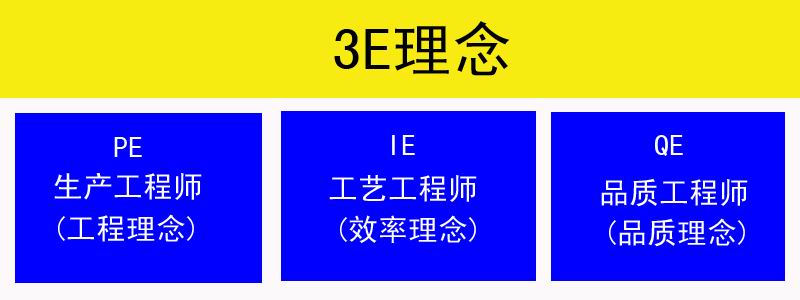 3E理念
PE
生产工程师
(工程理念)
IE
工艺工程师
(效率理念)
QE
品质工程师
(品质理念)